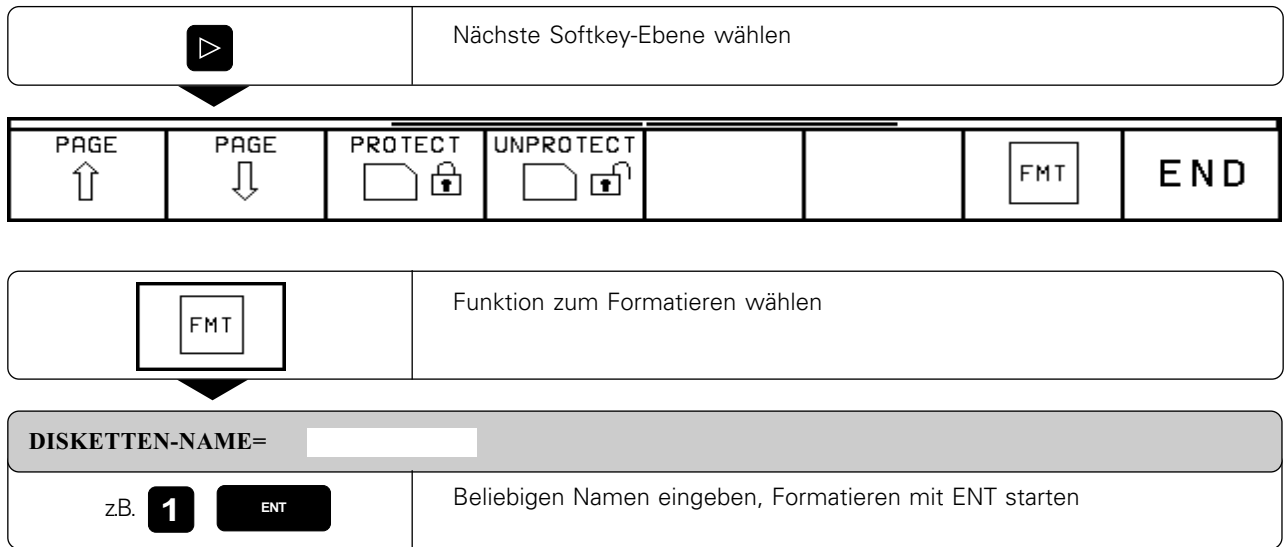 Nächste Softkey-Ebene wählen
PAGE PAGE PROTECT UNPROTECT FMT END
FMT Funktion zum Formatieren wählen
DISKETTEN-NAME=
z.B. 1 ENT Beliebigen Namen eingeben, Formatieren mit ENT starten